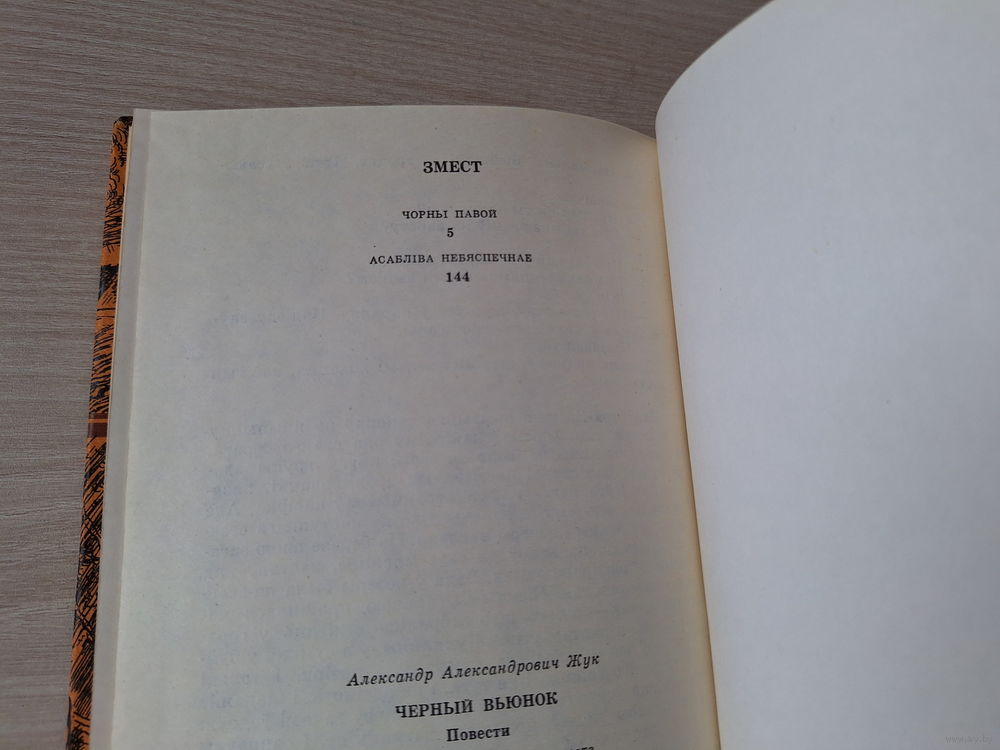 ЗМЕСТ
ЧОРНЫ ПАВОЙ
5
АСАБЛІВА НЕБЯСПЕЧНАЕ
144
Александр Александрович Жук
ЧЕРНЫЙ ВЬЮНОК
Повести